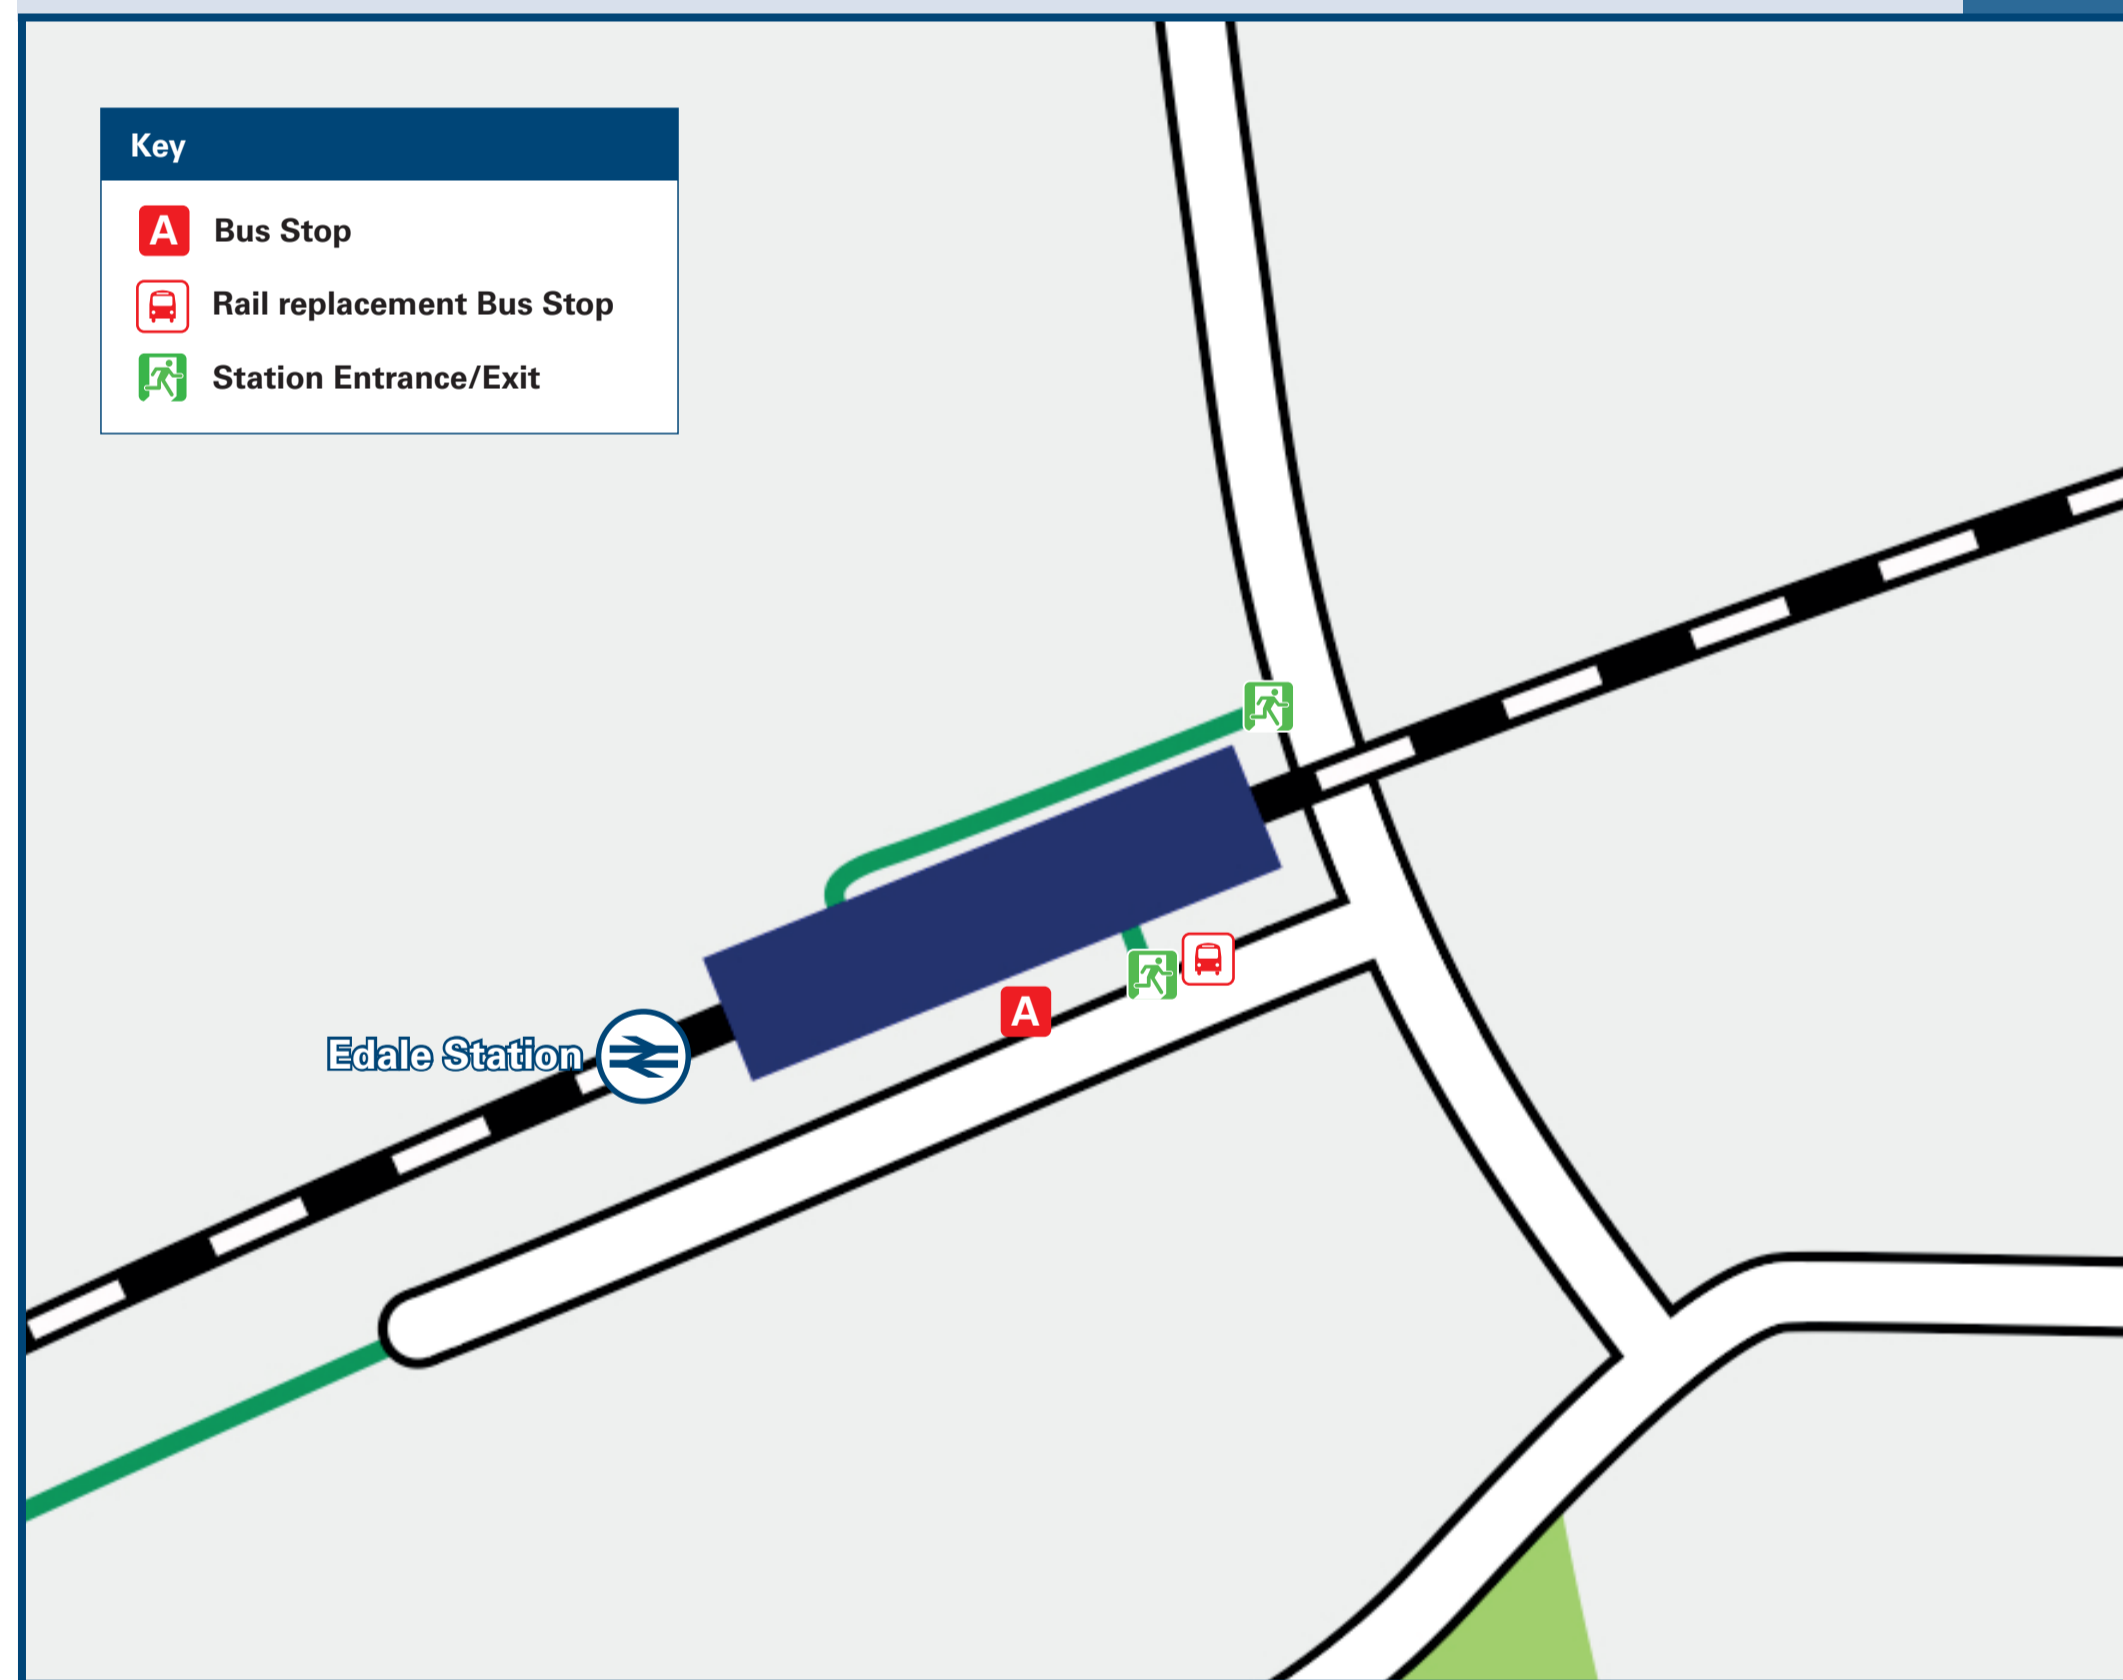 Key
A Bus Stop
Rail replacement Bus Stop
Station Entrance/Exit
A
Edale Station